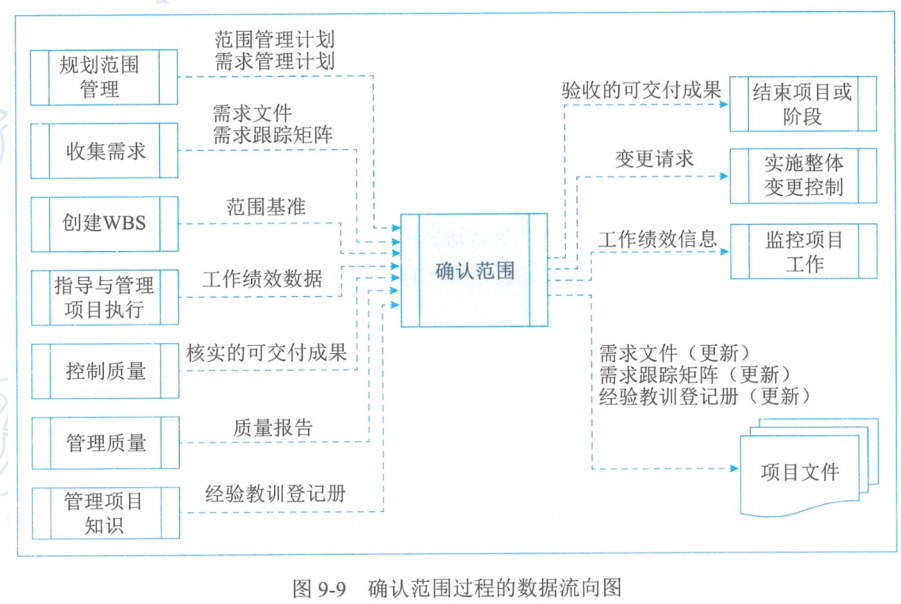 规划范围
管理
范围管理计划
需求管理计划
收集需求
需求文件
需求跟踪矩阵
创建WBS
范围基准
指导与管理
项目执行
工作绩效数据
控制质量
核实的可交付成果
管理质量
质量报告
管理项目
知识
经验教训登记册
确认范围
验收的可交付成果
结束项目或
阶段
变更请求
实施整体
变更控制
工作绩效信息
监控项目
工作
需求文件（更新）
需求跟踪矩阵（更新）
经验教训登记册（更新）
项目文件
图 9-9 确认范围过程的数据流向图